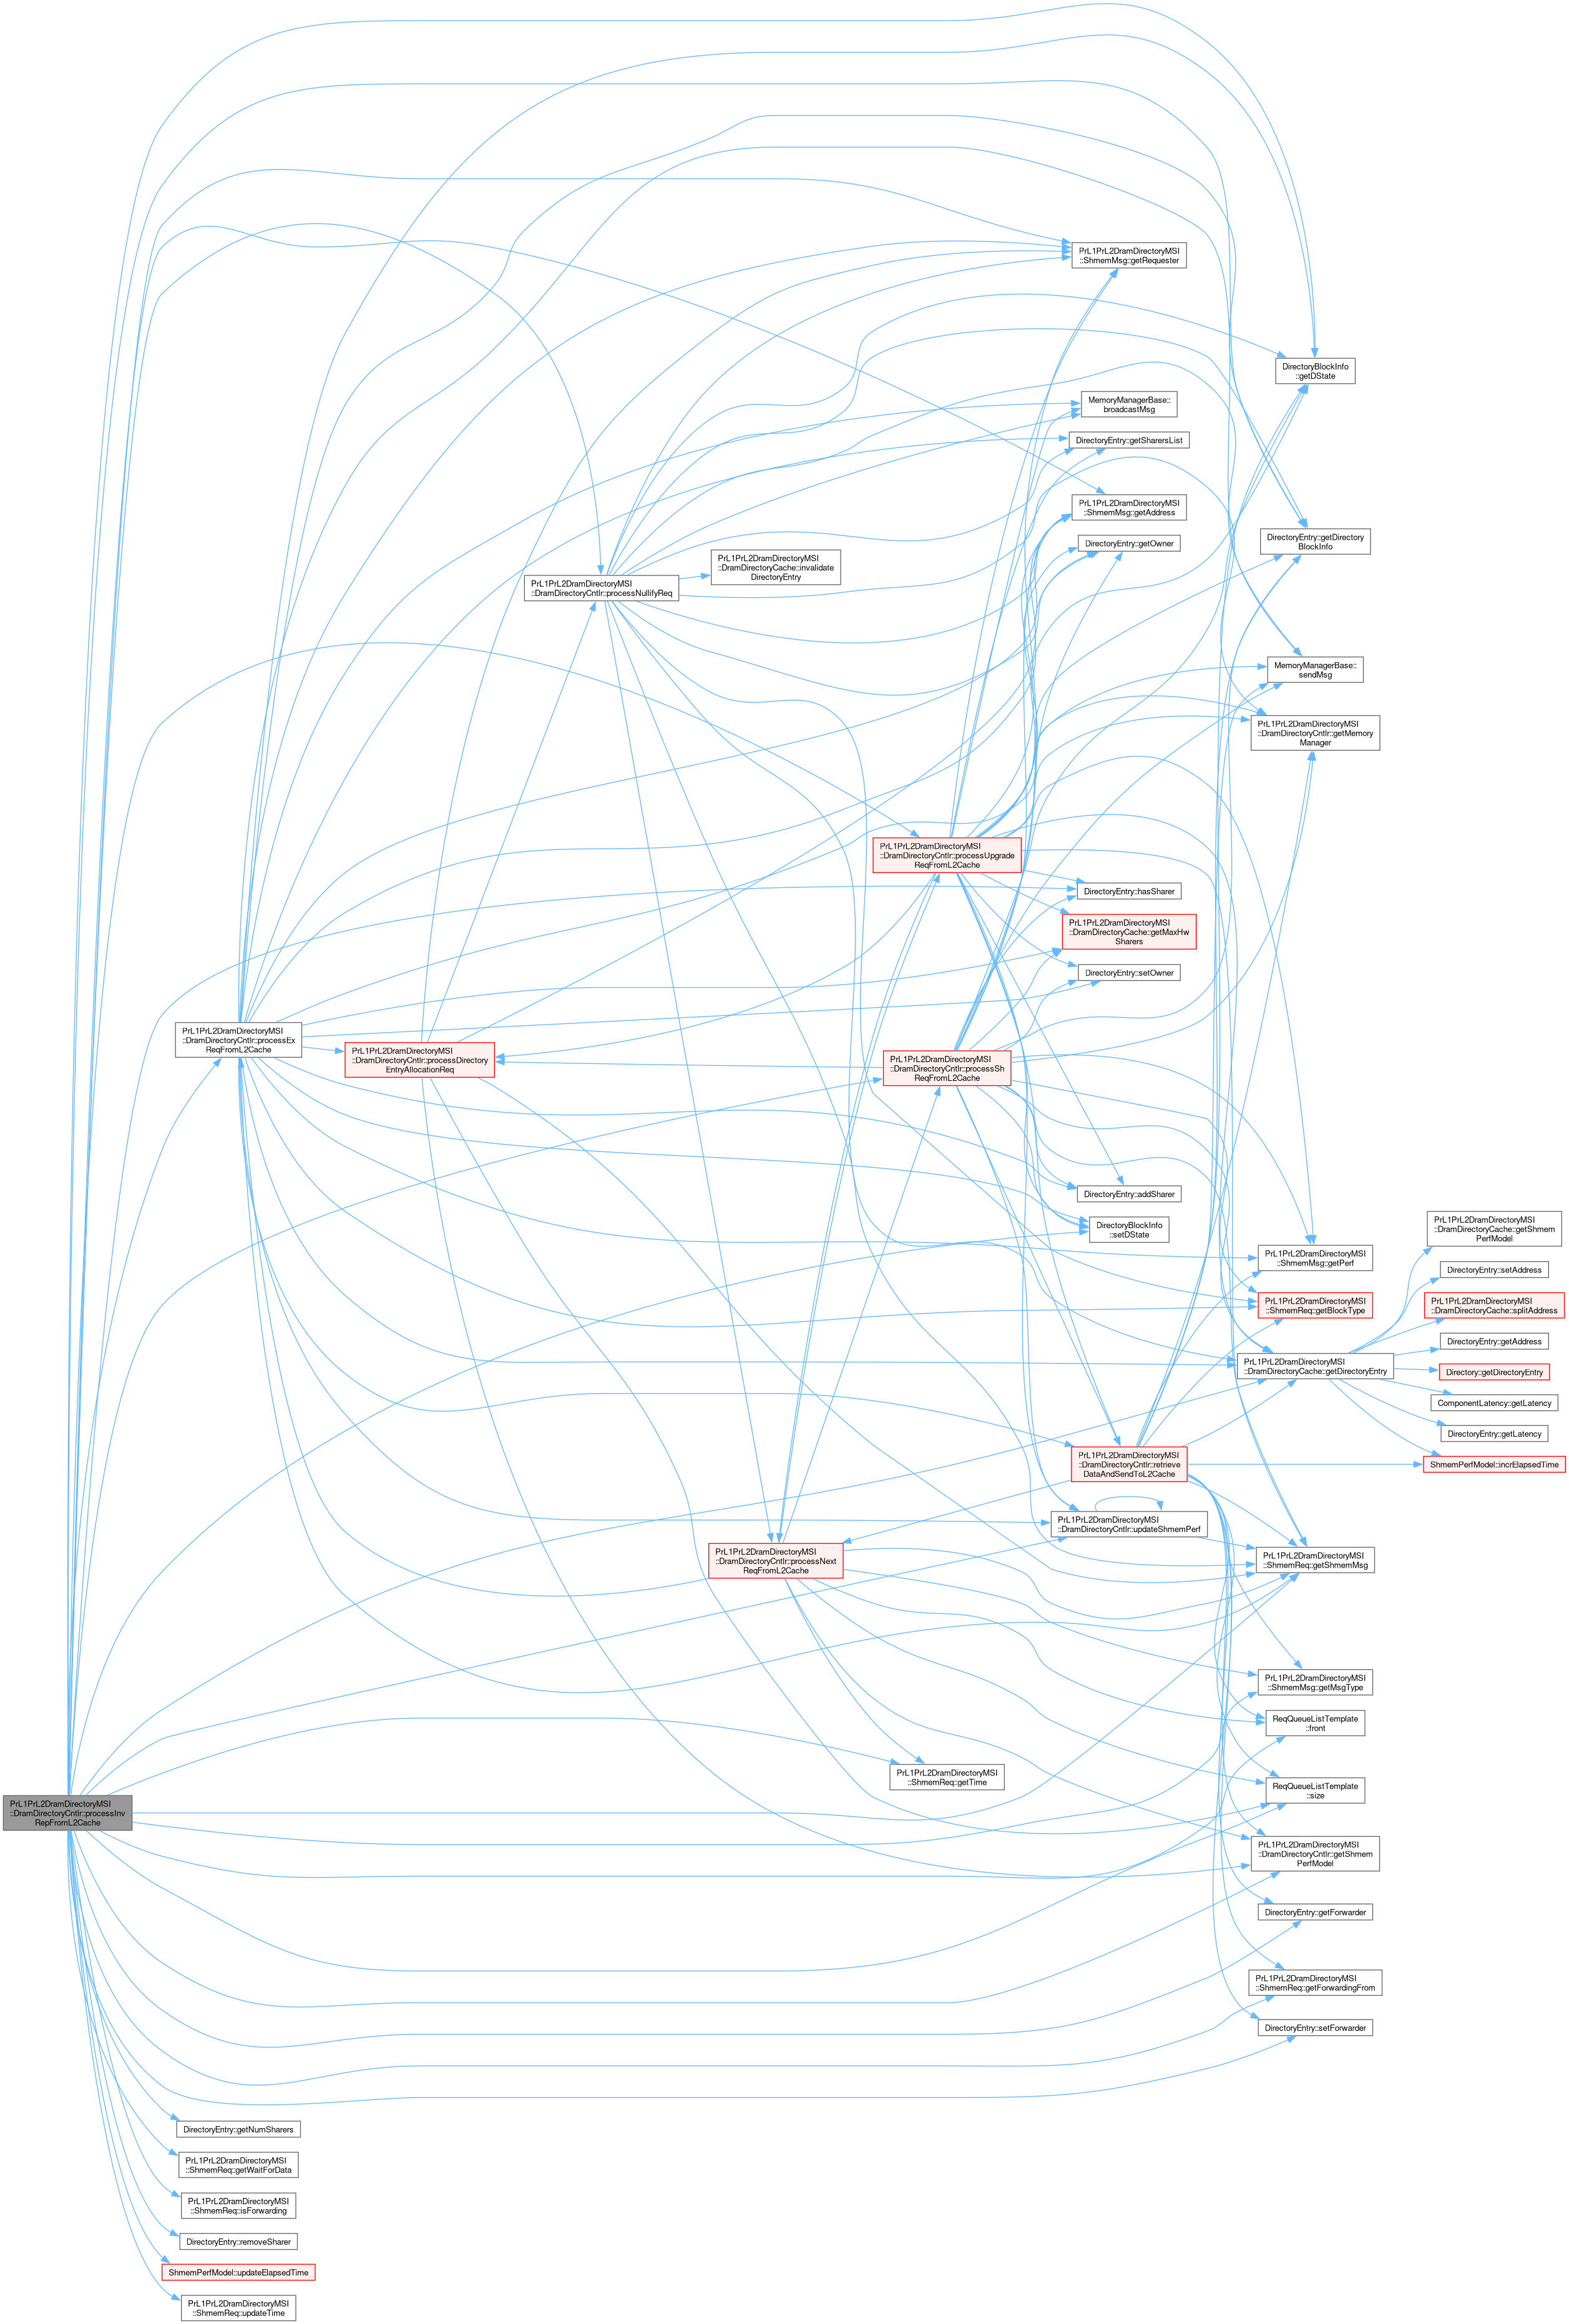 PrL1PrL2DramDirectoryMSI
::ShmemMsg::getRequester
DirectoryBlockInfo
::getDState
MemoryManagerBase::
broadcastMsg
DirectoryEntry::getSharersList
PrL1PrL2DramDirectoryMSI
::ShmemMsg::getAddress
DirectoryEntry::getOwner
DirectoryEntry::getDirectory
BlockInfo
PrL1PrL2DramDirectoryMSI
::DramDirectoryCache::invalidate
DirectoryEntry
PrL1PrL2DramDirectoryMSI
::DramDirectoryCntlr::processNullifyReq
MemoryManagerBase::
sendMsg
PrL1PrL2DramDirectoryMSI
::DramDirectoryCntlr::getMemory
Manager
PrL1PrL2DramDirectoryMSI
::DramDirectoryCntlr::processUpgrade
ReqFromL2Cache
DirectoryEntry::hasSharer
PrL1PrL2DramDirectoryMSI
::DramDirectoryCache::getMaxHw
Sharers
DirectoryEntry::setOwner
PrL1PrL2DramDirectoryMSI
::DramDirectoryCntlr::processEx
ReqFromL2Cache
PrL1PrL2DramDirectoryMSI
::DramDirectoryCntlr::processDirectory
EntryAllocationReq
PrL1PrL2DramDirectoryMSI
::DramDirectoryCntlr::processSh
ReqFromL2Cache
DirectoryEntry::addSharer
DirectoryBlockInfo
::setDState
PrL1PrL2DramDirectoryMSI
::DramDirectoryCache::getShmem
PerfModel
PrL1PrL2DramDirectoryMSI
::ShmemMsg::getPerf
DirectoryEntry::setAddress
PrL1PrL2DramDirectoryMSI
::ShmemReq::getBlockType
PrL1PrL2DramDirectoryMSI
::DramDirectoryCache::splitAddress
DirectoryEntry::getAddress
PrL1PrL2DramDirectoryMSI
::DramDirectoryCache::getDirectoryEntry
Directory::getDirectoryEntry
ComponentLatency::getLatency
DirectoryEntry::getLatency
ShmemPerfModel::incrElapsedTime
PrL1PrL2DramDirectoryMSI
::DramDirectoryCntlr::retrieve
DataAndSendToL2Cache
PrL1PrL2DramDirectoryMSI
::DramDirectoryCntlr::updateShmemPerf
PrL1PrL2DramDirectoryMSI
::DramDirectoryCntlr::processNext
ReqFromL2Cache
PrL1PrL2DramDirectoryMSI
::ShmemReq::getShmemMsg
PrL1PrL2DramDirectoryMSI
::ShmemMsg::getMsgType
ReqQueueListTemplate
::front
PrL1PrL2DramDirectoryMSI
::ShmemReq::getTime
ReqQueueListTemplate
::size
PrL1PrL2DramDirectoryMSI
::DramDirectoryCntlr::processInv
RepFromL2Cache
PrL1PrL2DramDirectoryMSI
::DramDirectoryCntlr::getShmem
PerfModel
DirectoryEntry::getForwarder
PrL1PrL2DramDirectoryMSI
::ShmemReq::getForwardingFrom
DirectoryEntry::setForwarder
DirectoryEntry::getNumSharers
PrL1PrL2DramDirectoryMSI
::ShmemReq::getWaitForData
PrL1PrL2DramDirectoryMSI
::ShmemReq::isForwarding
DirectoryEntry::removeSharer
ShmemPerfModel::updateElapsedTime
PrL1PrL2DramDirectoryMSI
::ShmemReq::updateTime